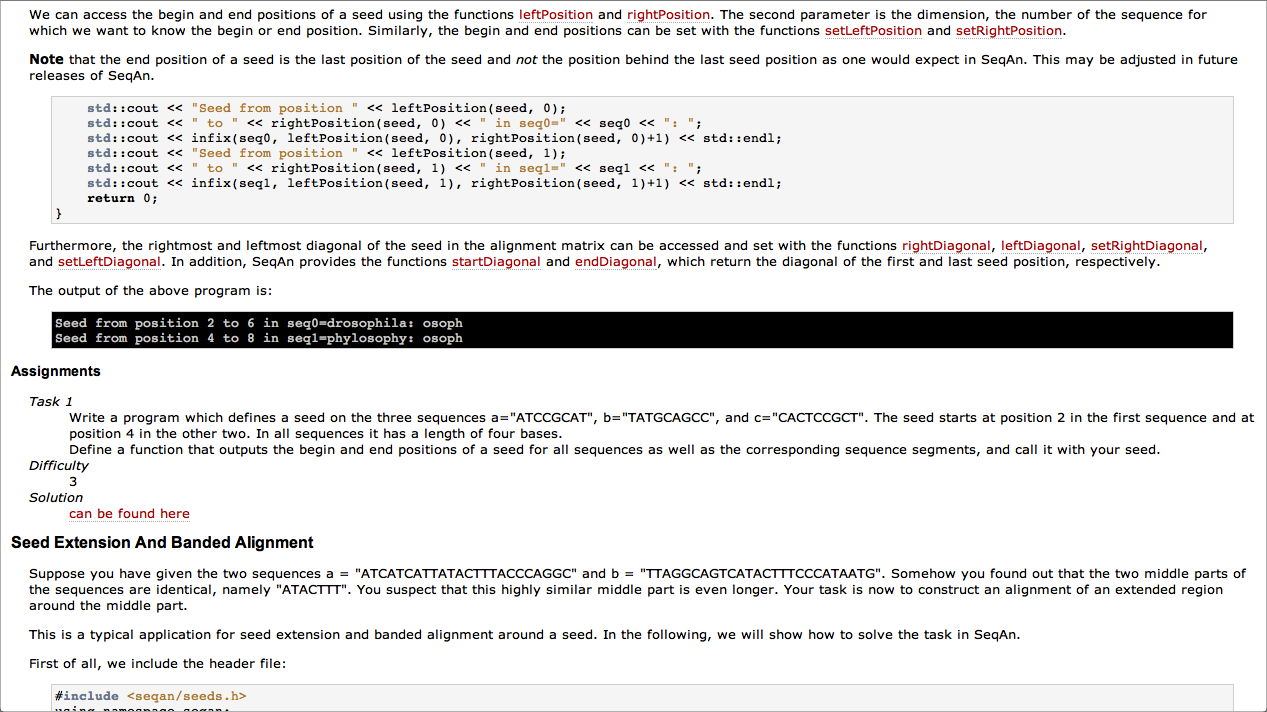 We can access the begin and end positions of a seed using the functions leftPosition and rightPosition. The second parameter is the dimension, the number of the sequence for
which we want to know the begin or end position. Similarly, the begin and end positions can be set with the functions setLeftPosition and setRightPosition.
Note that the end position of a seed is the last position of the seed and not the position behind the last seed position as one would expect in SeqAn. This may be adjusted in future
releases of SeqAn.
std::cout << "Seed from position " << leftPosition(seed, 0);
std::cout << " to " << rightPosition(seed, 0) << " in seq0=" << seq0 << ": ";
std::cout << infix(seq0, leftPosition(seed, 0), rightPosition(seed, 0)+1) << std::endl;
std::cout << "Seed from position " << leftPosition(seed, 1);
std::cout << " to " << rightPosition(seed, 1) << " in seq1=" << seq1 << ": ";
std::cout << infix(seq1, leftPosition(seed, 1), rightPosition(seed, 1)+1) << std::endl;
return 0;
}
Furthermore, the rightmost and leftmost diagonal of the seed in the alignment matrix can be accessed and set with the functions rightDiagonal, leftDiagonal, setRightDiagonal,
and setLeftDiagonal. In addition, SeqAn provides the functions startDiagonal and endDiagonal, which return the diagonal of the first and last seed position, respectively.
The output of the above program is:
Seed from position 2 to 6 in seq0=drosophila: osoph
Seed from position 4 to 8 in seq1=phylosophy: osoph
Assignments
Task 1
Write a program which defines a seed on the three sequences a="ATCCGCAT", b="TATGCAGCC", and c="CACTCCGCT". The seed starts at position 2 in the first sequence and at
position 4 in the other two. In all sequences it has a length of four bases.
Define a function that outputs the begin and end positions of a seed for all sequences as well as the corresponding sequence segments, and call it with your seed.
Difficulty
3
Solution
can be found here
Seed Extension And Banded Alignment
Suppose you have given the two sequences a = "ATCATCATTATACTTTACCCAGGC" and b = "TTAGGCAGTCATACTTTCCCATAATG". Somehow you found out that the two middle parts of
the sequences are identical, namely "ATACTTT". You suspect that this highly similar middle part is even longer. Your task is now to construct an alignment of an extended region
around the middle part.
This is a typical application for seed extension and banded alignment around a seed. In the following, we will show how to solve the task in SeqAn.
First of all, we include the header file:
#include <seqan/seeds.h>
using namespace seqan;